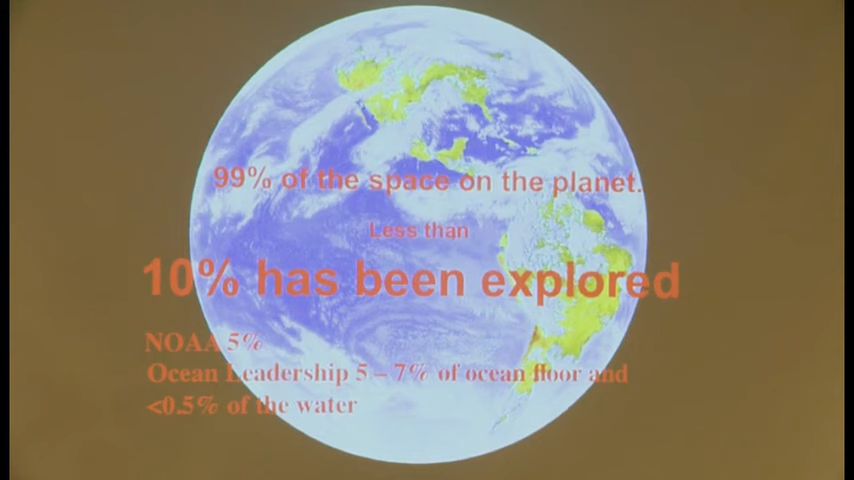 99% of the space on the planet.
Less than
10% has been explored
NOAA 5%
Ocean Leadership 5 – 7% of ocean floor and
<0.5% of the water